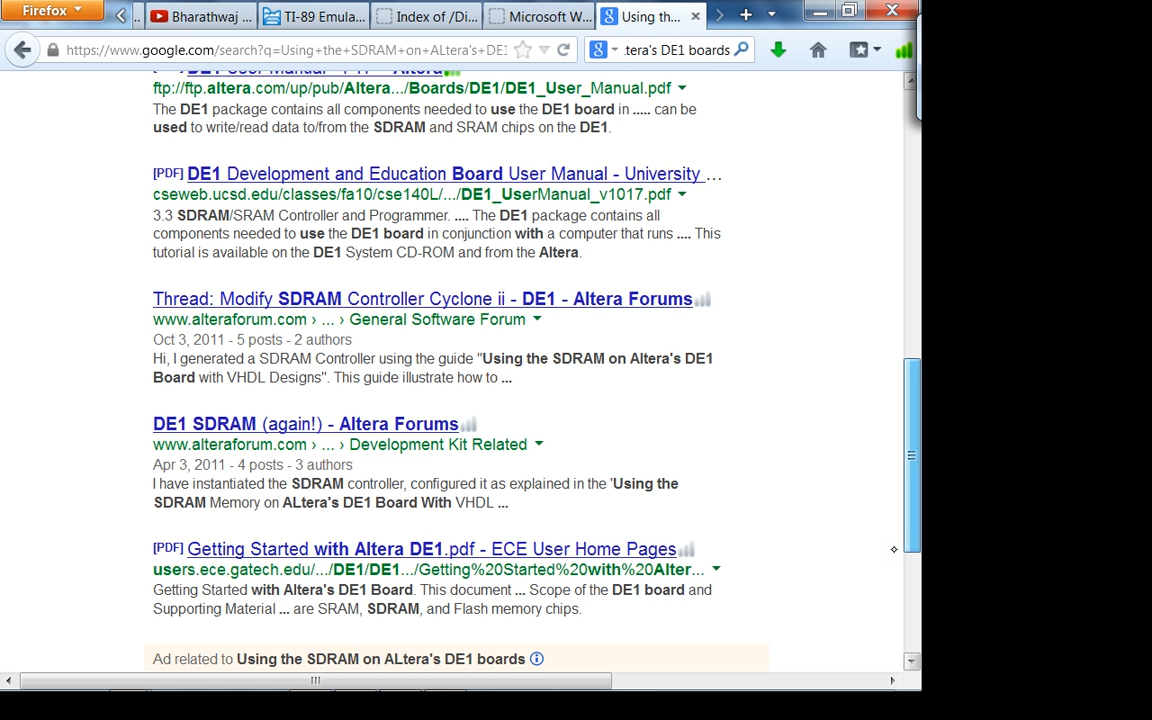 Firefox
Bharathwaj ...
TI-89 Emula...
Index of /Di...
Microsoft W...
Using th...
https://www.google.com/search?q=Using+the+SDRAM+on+ALtera's+DE1
.tera's DE1 boards
ftp://ftp.altera.com/up/pub/Altera.../Boards/DE1/DE1_User_Manual.pdf
The DE1 package contains all components needed to use the DE1 board in ..... can be
used to write/read data to/from the SDRAM and SRAM chips on the DE1.
[PDF] DE1 Development and Education Board User Manual - University ...
cseweb.ucsd.edu/classes/fa10/cse140L/.../DE1_UserManual_v1017.pdf
3.3 SDRAM/SRAM Controller and Programmer. .... The DE1 package contains all
components needed to use the DE1 board in conjunction with a computer that runs .... This
tutorial is available on the DE1 System CD-ROM and from the Altera.
Thread: Modify SDRAM Controller Cyclone ii - DE1 - Altera Forums
www.alteraforum.com › ... › General Software Forum
Oct 3, 2011 - 5 posts - 2 authors
Hi, I generated a SDRAM Controller using the guide "Using the SDRAM on Altera's DE1
Board with VHDL Designs". This guide illustrate how to ...
DE1 SDRAM (again!) - Altera Forums
www.alteraforum.com › ... › Development Kit Related
Apr 3, 2011 - 4 posts - 3 authors
I have instantiated the SDRAM controller, configured it as explained in the 'Using the
SDRAM Memory on ALtera's DE1 Board With VHDL ...
[PDF] Getting Started with Altera DE1.pdf - ECE User Home Pages
users.ece.gatech.edu/.../DE1/DE1.../Getting%20Started%20with%20Alter...
Getting Started with Altera's DE1 Board. This document ... Scope of the DE1 board and
Supporting Material ... are SRAM, SDRAM, and Flash memory chips.
Ad related to Using the SDRAM on ALtera's DE1 boards